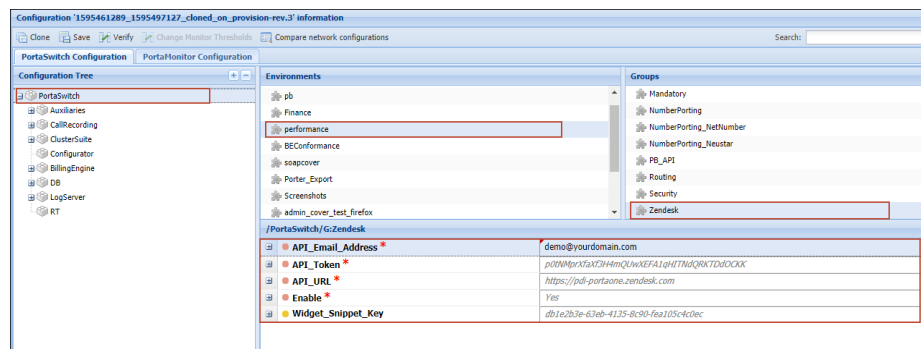 Configuration '1595461289_1595497127_cloned_on_provision-rev.3' information
Clone Save Verify Change Monitor Thresholds Compare network configurations Search:
PortaSwitch Configuration PortaMonitor Configuration
Configuration Tree
PortaSwitch
Auxiliaries
CallRecording
ClusterSuite
Configurator
BillingEngine
DB
LogServer
RT
Environments
pb
Finance
performance
BEConformance
soapcover
Porter_Export
Screenshots
admin_cover_test_firefox
Groups
Mandatory
NumberPorting
NumberPorting_NetNumber
NumberPorting_Neustar
PB_API
Routing
Security
Zendesk
/PortaSwitch/G:Zendesk
API_Email_Address * demo@yourdomain.com
API_Token * p0tNMprXfaXf3H4mQUwXEFA1qHITNdQRKTDdOCKK
API_URL * https://pdi-portaone.zendesk.com
Enable * Yes
Widget_Snippet_Key db1e2b3e-63eb-4135-8c90-fea105c4c0ec